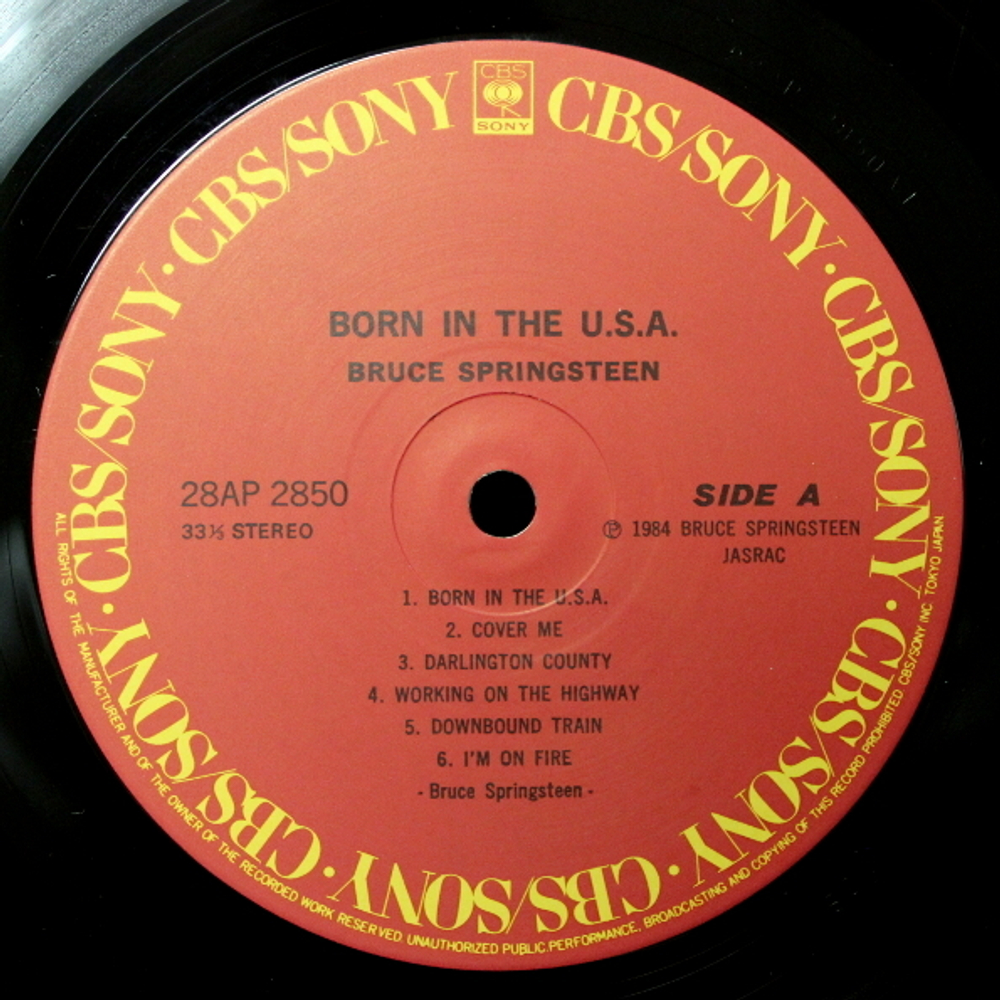 CBS
SONY
CBS/SONY · CBS/SONY · CBS/SONY · CBS/SONY · CBS/SONY · CBS/SONY · CBS/SONY · CBS/SONY
BORN IN THE U.S.A.
BRUCE SPRINGSTEEN
28AP 2850
33⅓ STEREO
SIDE A
Ⓟ 1984 BRUCE SPRINGSTEEN
JASRAC
1. BORN IN THE U.S.A.
2. COVER ME
3. DARLINGTON COUNTY
4. WORKING ON THE HIGHWAY
5. DOWNBOUND TRAIN
6. I'M ON FIRE
- Bruce Springsteen -
ALL RIGHTS OF THE MANUFACTURER AND OF THE OWNER OF THE RECORDED WORK RESERVED. UNAUTHORIZED PUBLIC PERFORMANCE, BROADCASTING AND COPYING OF THIS RECORD PROHIBITED CBS/SONY INC. TOKYO JAPAN